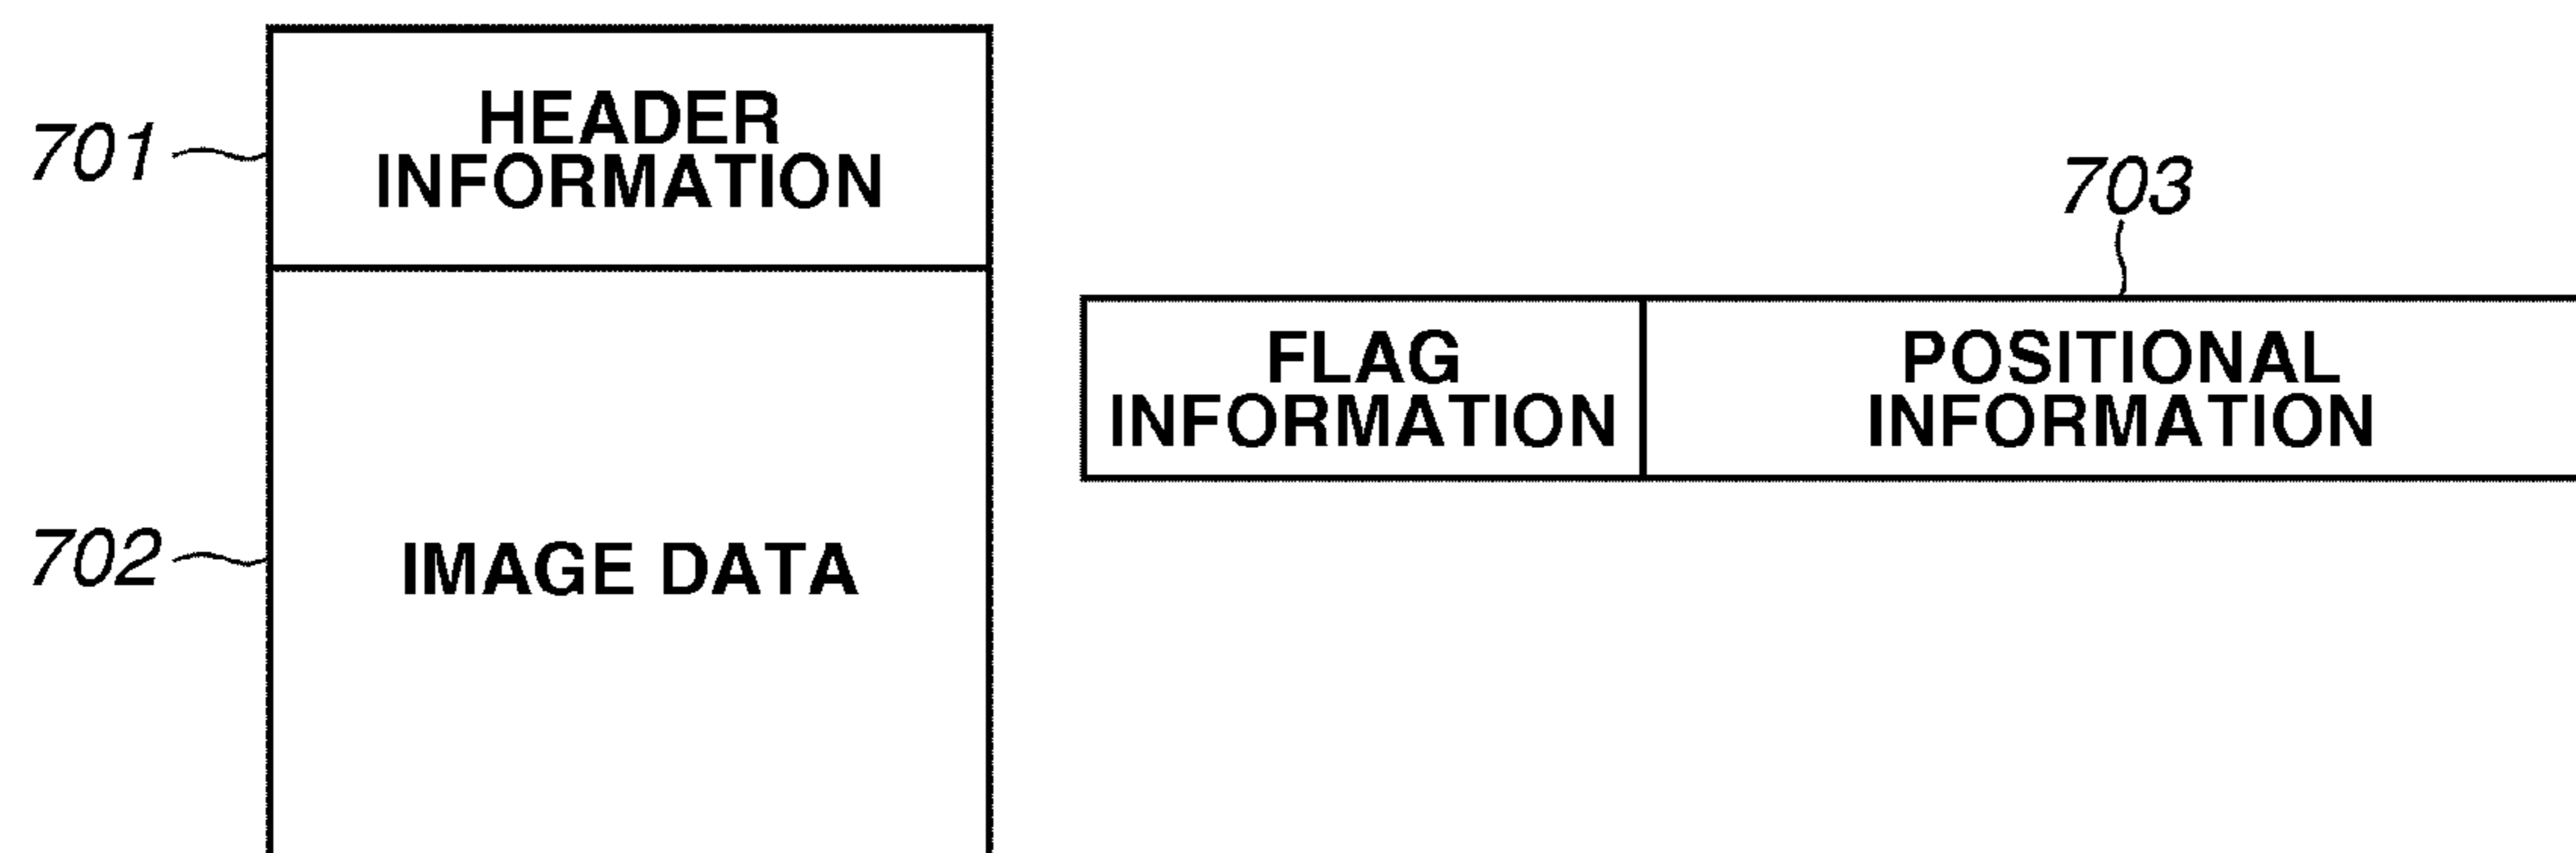 701
HEADER
INFORMATION
702
IMAGE DATA
703
FLAG
INFORMATION
POSITIONAL
INFORMATION